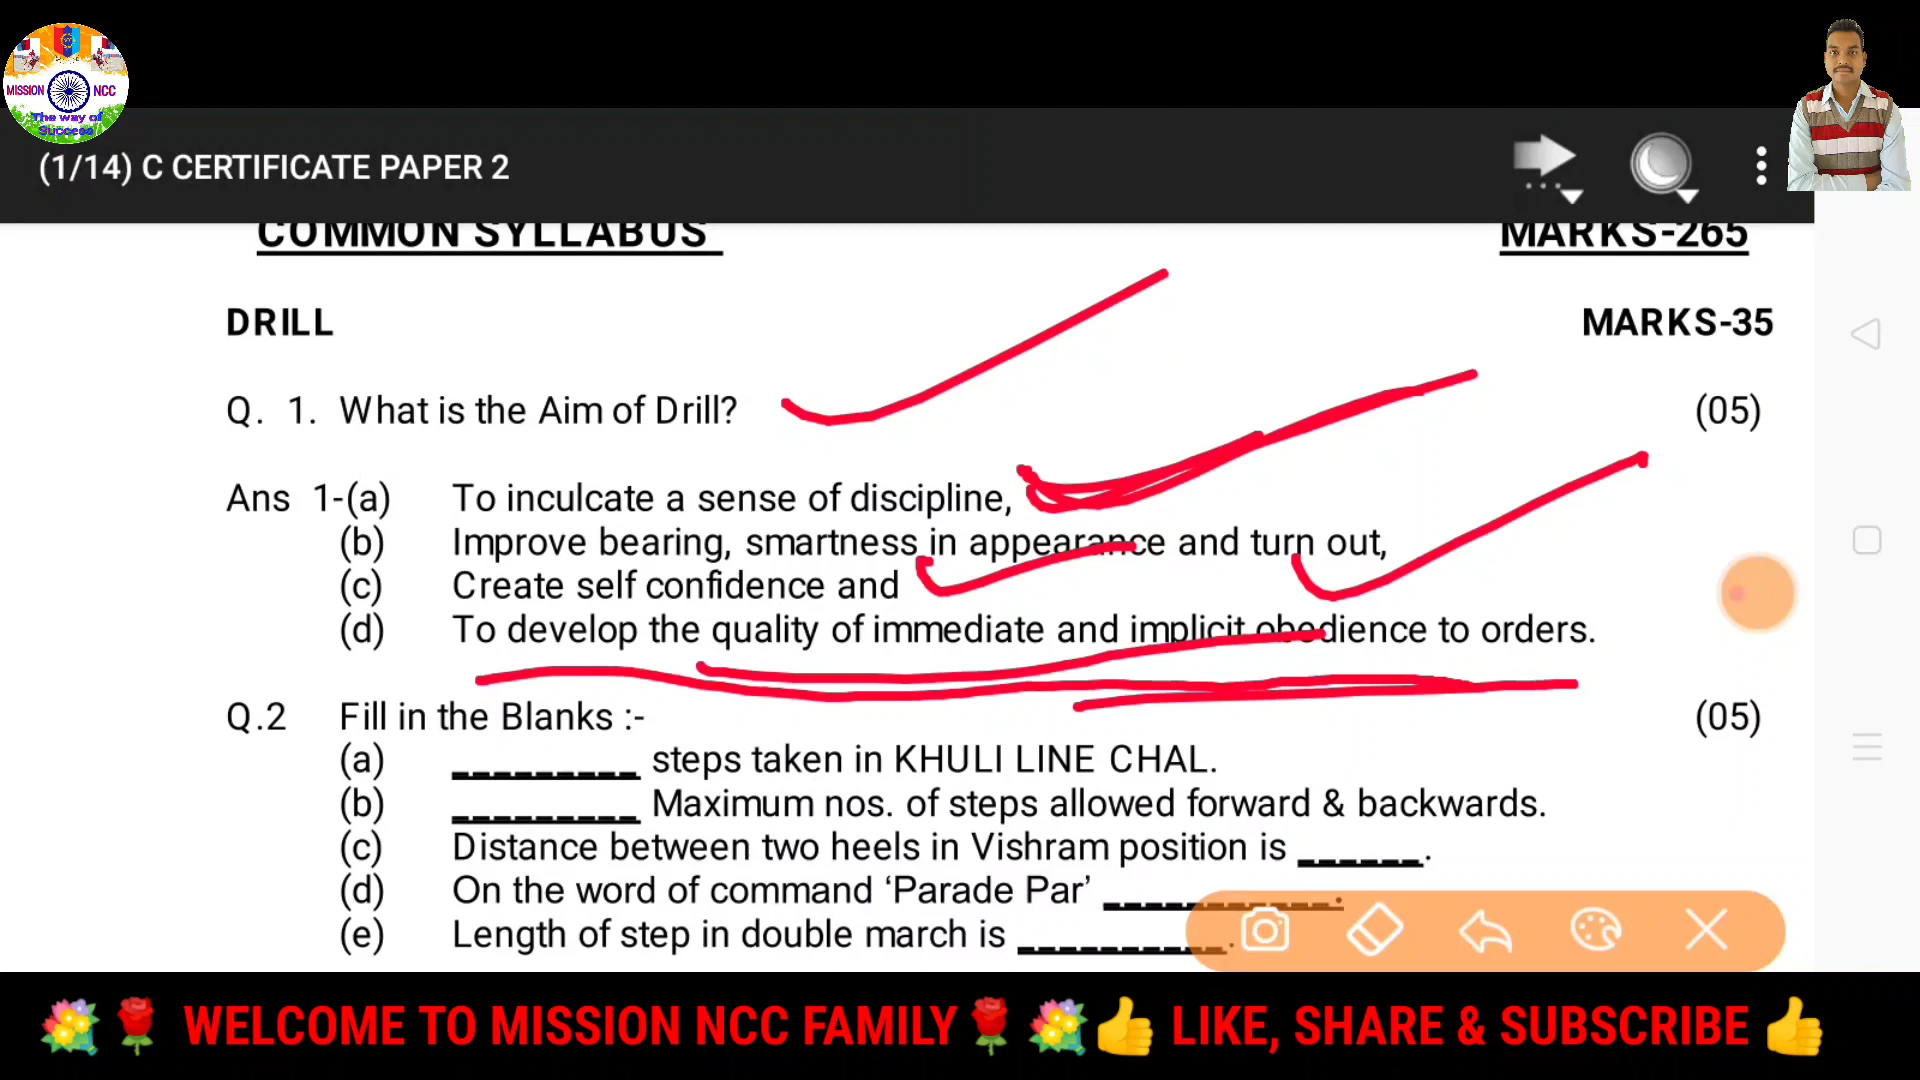 MISSION NCC
The way of
Success
(1/14) C CERTIFICATE PAPER 2
COMMON SYLLABUS MARKS-265
DRILL MARKS-35
Q. 1. What is the Aim of Drill? (05)
Ans 1-(a) To inculcate a sense of discipline,
(b) Improve bearing, smartness in appearance and turn out,
(c) Create self confidence and
(d) To develop the quality of immediate and implicit obedience to orders.
Q.2 Fill in the Blanks :- (05)
(a) _________ steps taken in KHULI LINE CHAL.
(b) _________ Maximum nos. of steps allowed forward & backwards.
(c) Distance between two heels in Vishram position is ______.
(d) On the word of command ‘Parade Par’ ___________.
(e) Length of step in double march is __________.
💐🌹 WELCOME TO MISSION NCC FAMILY🌹💐👍 LIKE, SHARE & SUBSCRIBE 👍